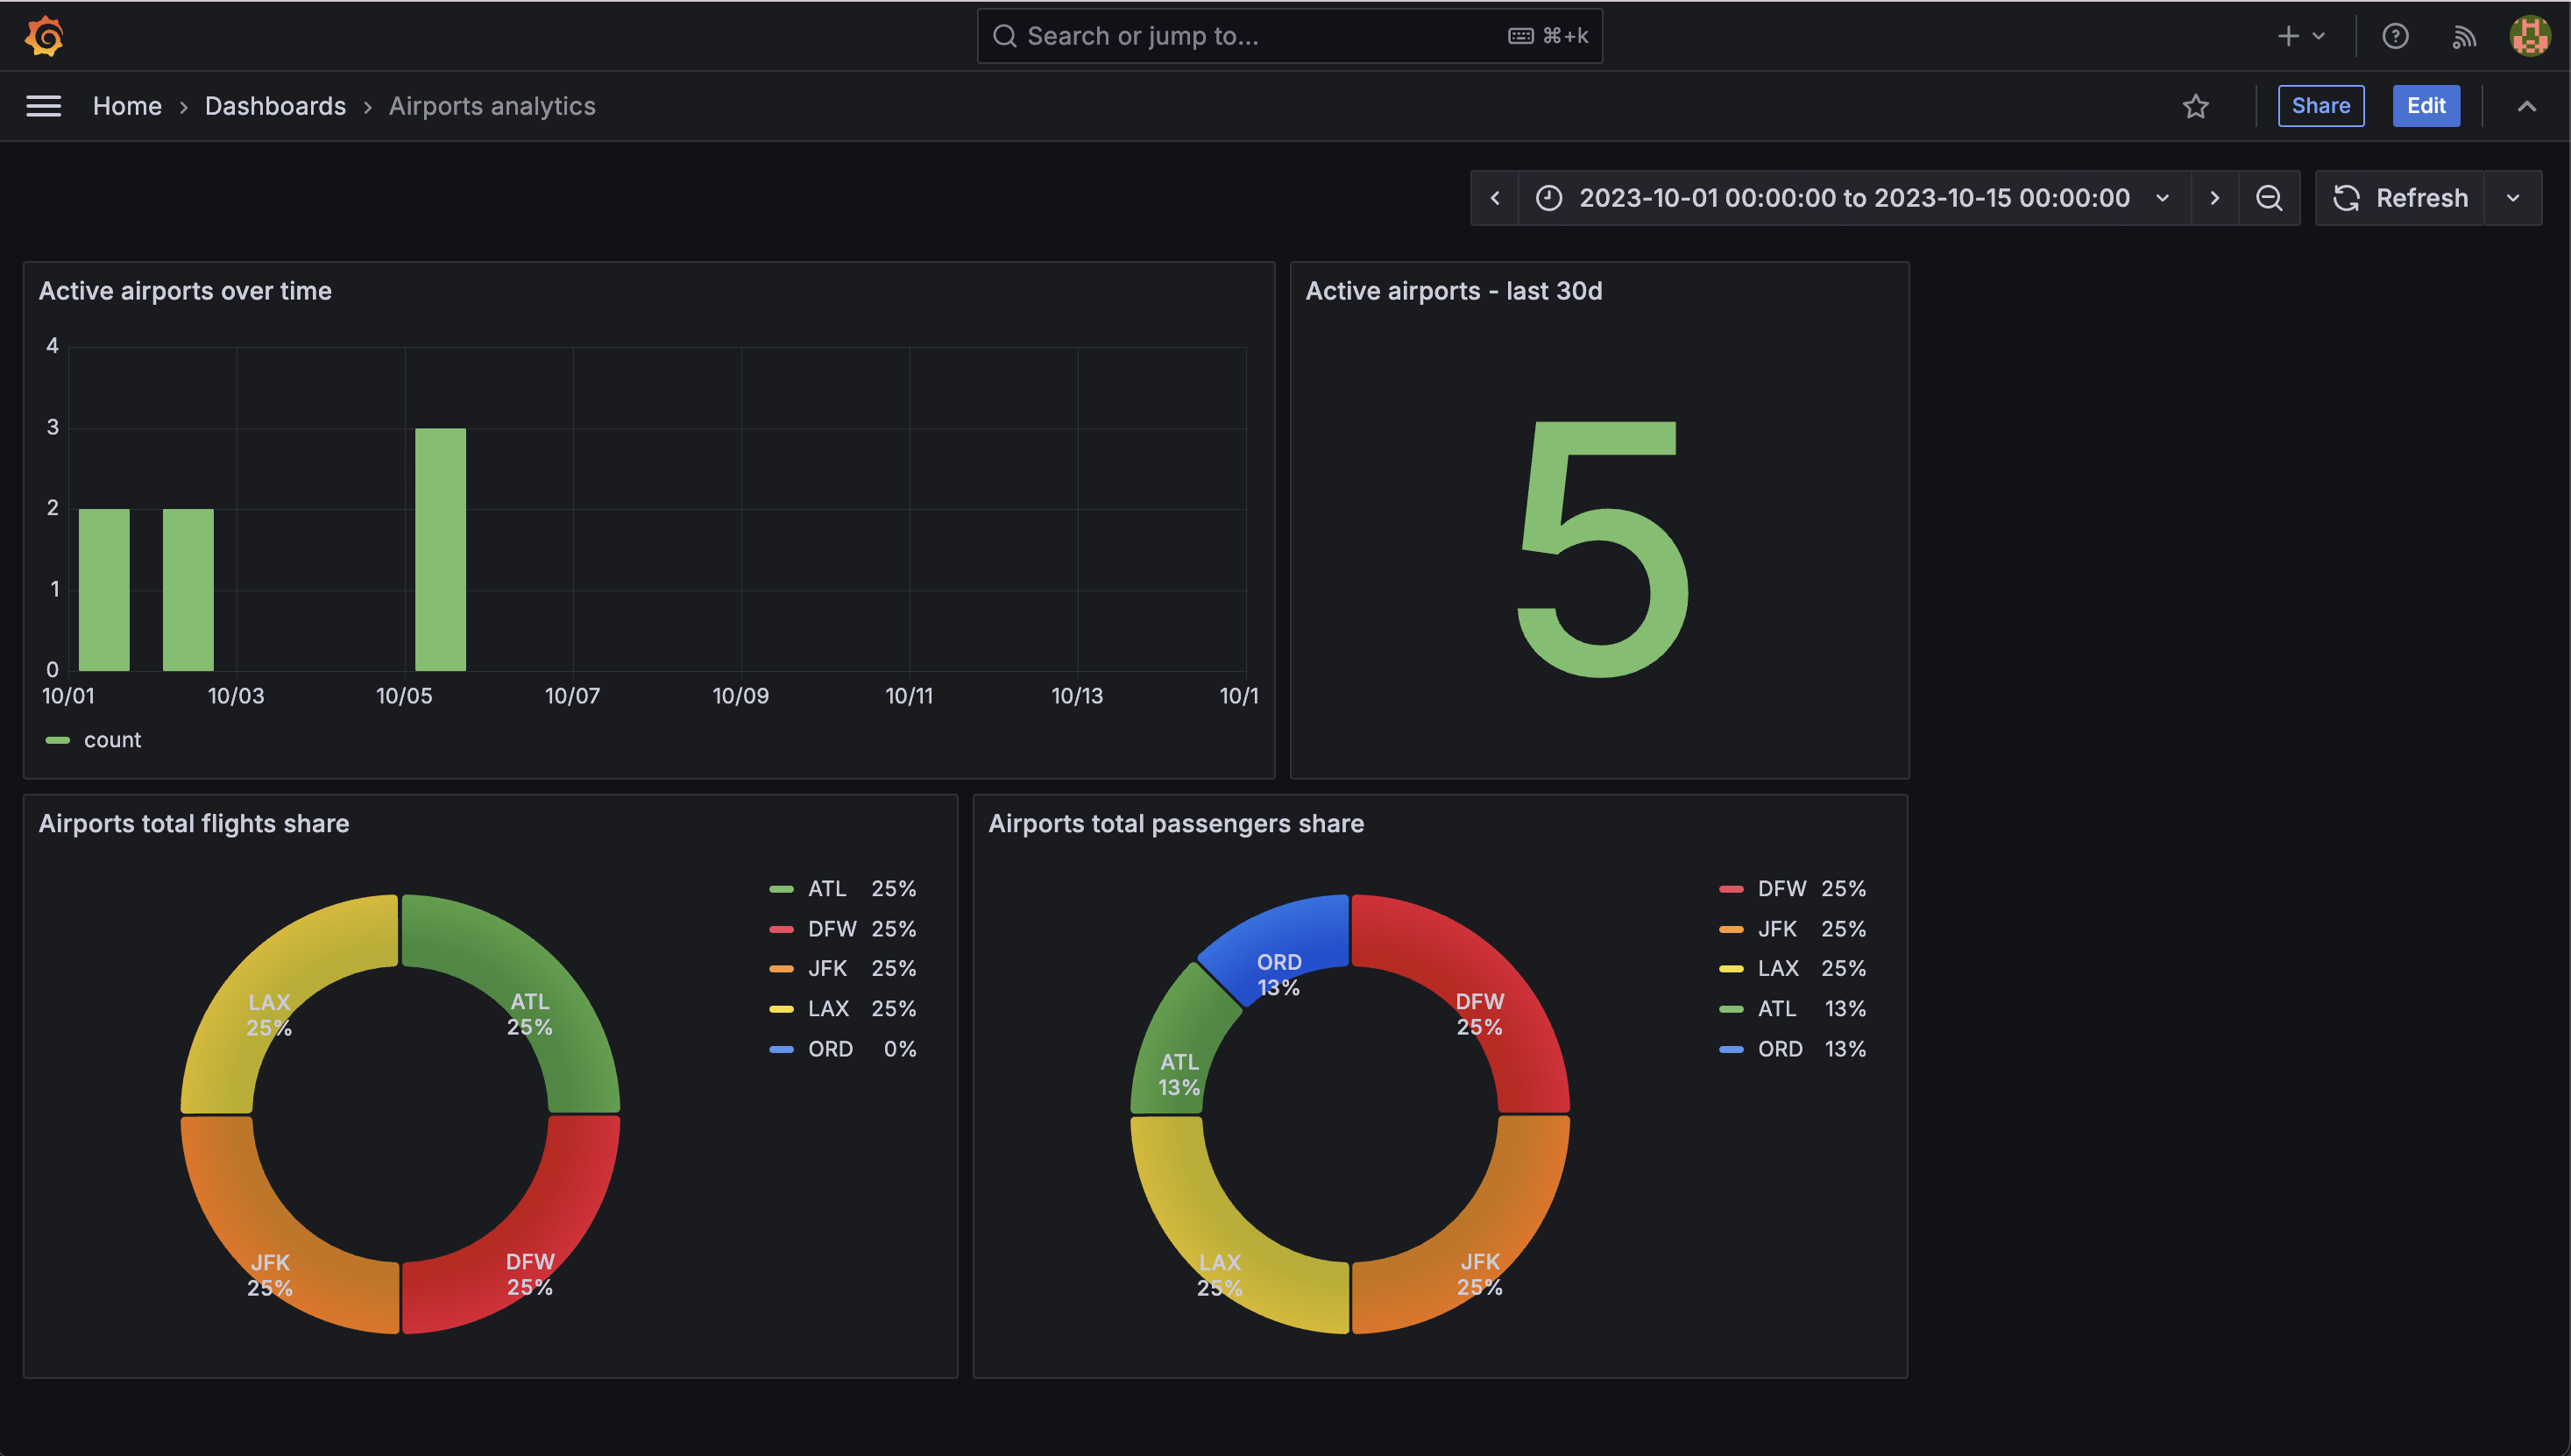 Search or jump to... ⌘+k
Home › Dashboards › Airports analytics
Share
Edit
2023-10-01 00:00:00 to 2023-10-15 00:00:00
Refresh
Active airports over time
4
3
2
1
0
10/01 10/03 10/05 10/07 10/09 10/11 10/13 10/1
count
Active airports - last 30d
5
Airports total flights share
LAX
25%
ATL
25%
JFK
25%
DFW
25%
ATL 25%
DFW 25%
JFK 25%
LAX 25%
ORD 0%
Airports total passengers share
ORD
13%
DFW
25%
ATL
13%
LAX
25%
JFK
25%
DFW 25%
JFK 25%
LAX 25%
ATL 13%
ORD 13%